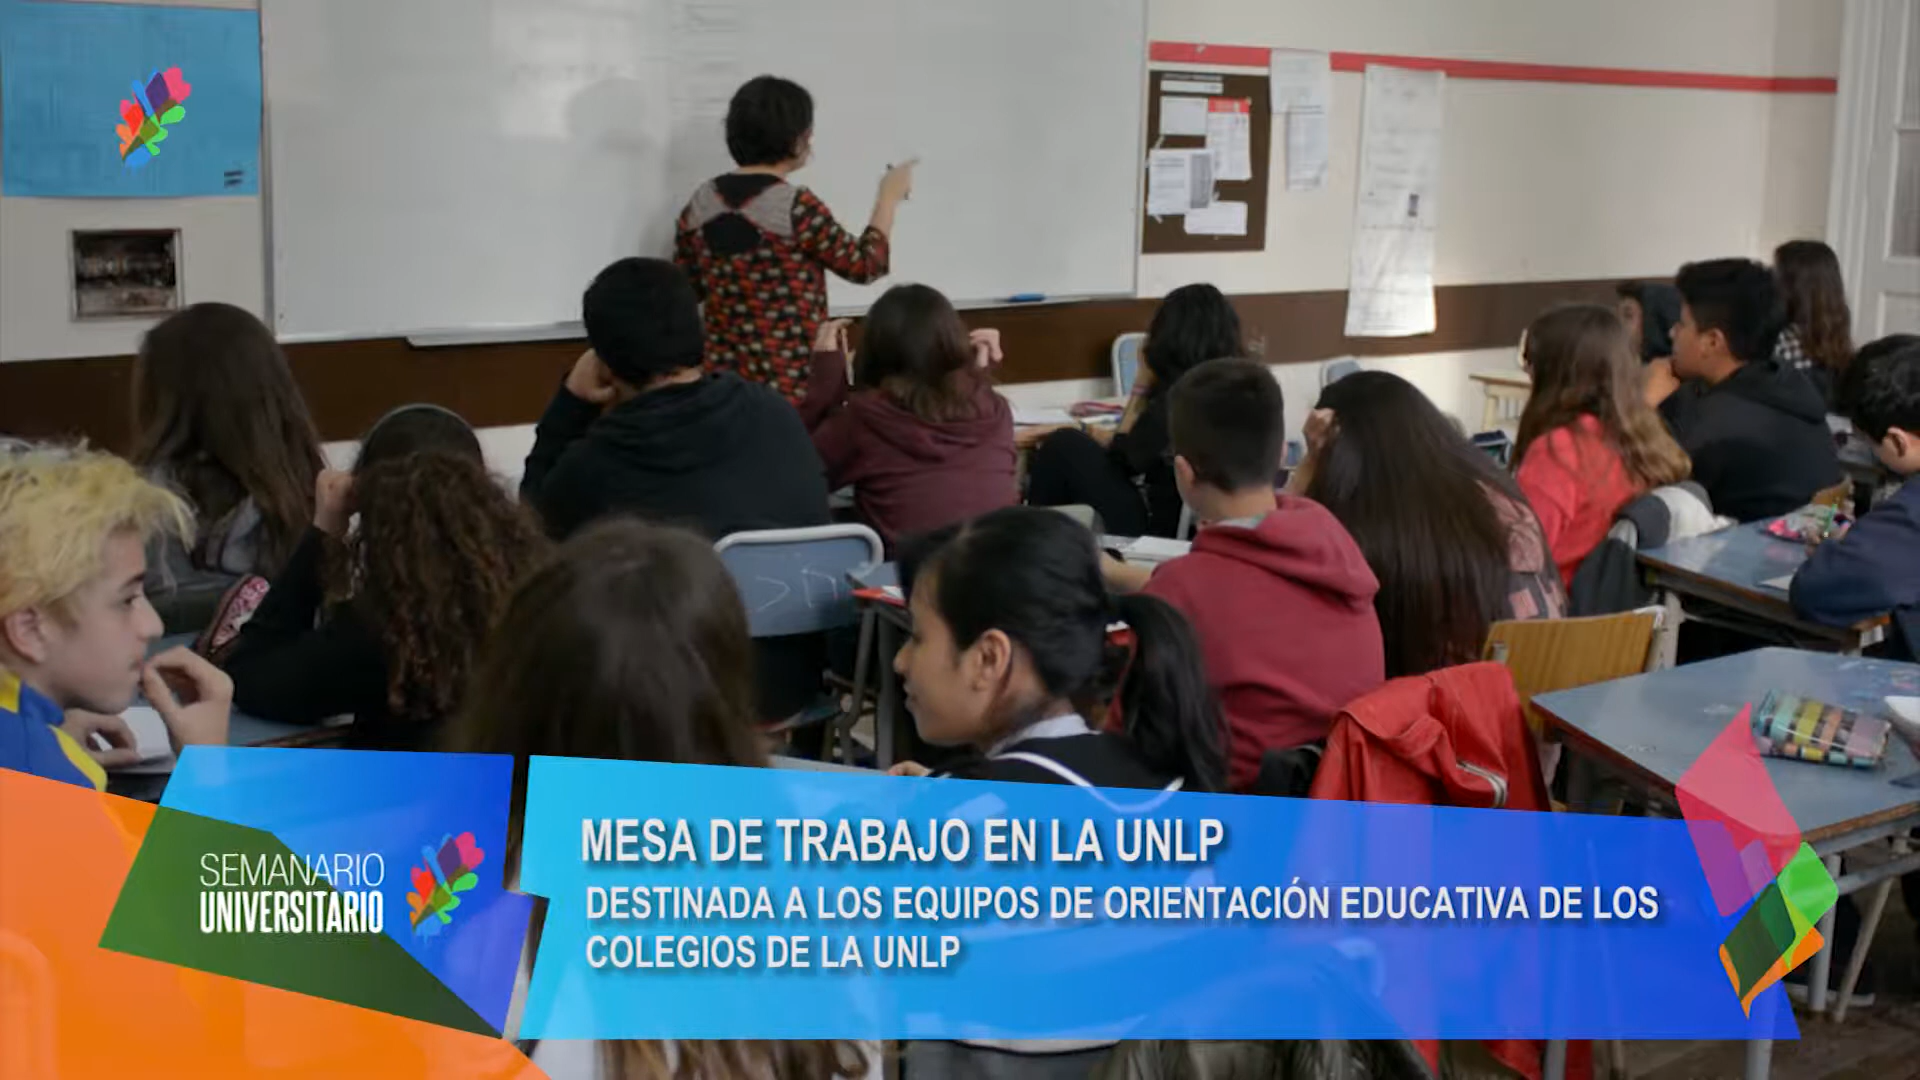 SEMANARIO
UNIVERSITARIO
MESA DE TRABAJO EN LA UNLP
DESTINADA A LOS EQUIPOS DE ORIENTACIÓN EDUCATIVA DE LOS
COLEGIOS DE LA UNLP